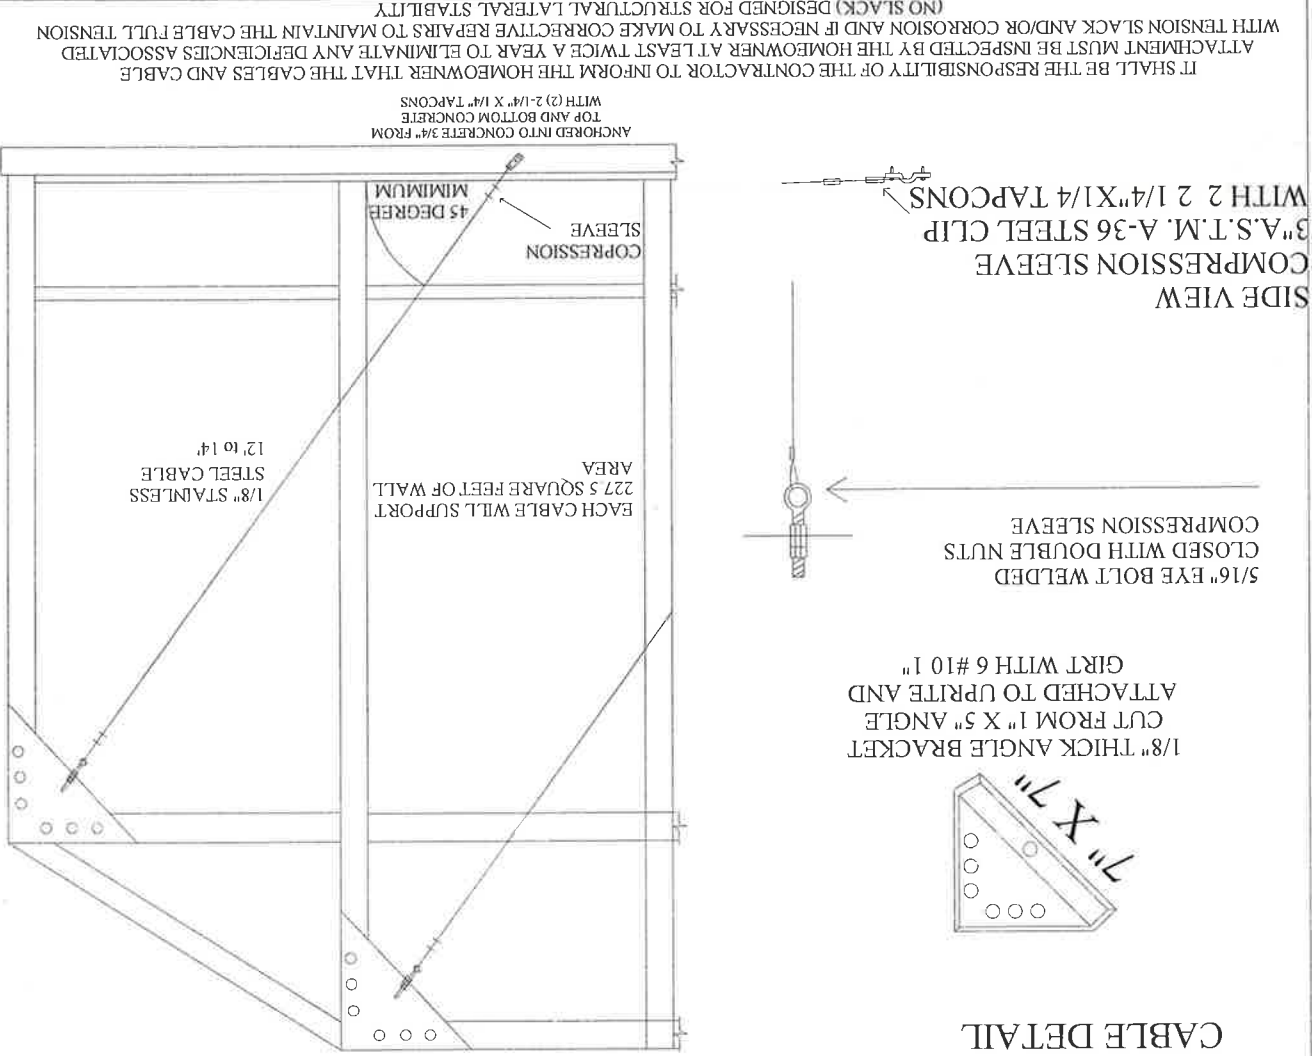 CABLE DETAIL
7" X 7"
1/8" THICK ANGLE BRACKET
CUT FROM 1" X 5" ANGLE
ATTACHED TO UPRITE AND
GIRT WITH 6 #10 1"
5/16" EYE BOLT WELDED
CLOSED WITH DOUBLE NUTS
COMPRESSION SLEEVE
SIDE VIEW
COMPRESSION SLEEVE
3"A.S.T.M. A-36 STEEL CLIP
WITH 2 2 1/4"X1/4 TAPCONS
EACH CABLE WILL SUPPORT
227 5 SQUARE FEET OF WALL
AREA
1/8" STAINLESS
STEEL CABLE
12' to 14'
COPRESSION
SLEEVE
45 DEGREE
MIMIMUM
ANCHORED INTO CONCRETE 3/4" FROM
TOP AND BOTTOM CONCRETE
WITH (2) 2-1/4" X 1/4" TAPCONS
IT SHALL BE THE RESPONSIBILITY OF THE CONTRACTOR TO INFORM THE HOMEOWNER THAT THE CABLES AND CABLE
ATTACHMENT MUST BE INSPECTED BY THE HOMEOWNER AT LEAST TWICE A YEAR TO ELIMINATE ANY DEFICIENCIES ASSOCIATED
WITH TENSION SLACK AND/OR CORROSION AND IF NECESSARY TO MAKE CORRECTIVE REPAIRS TO MAINTAIN THE CABLE FULL TENSION
(NO SLACK) DESIGNED FOR STRUCTURAL LATERAL STABILITY